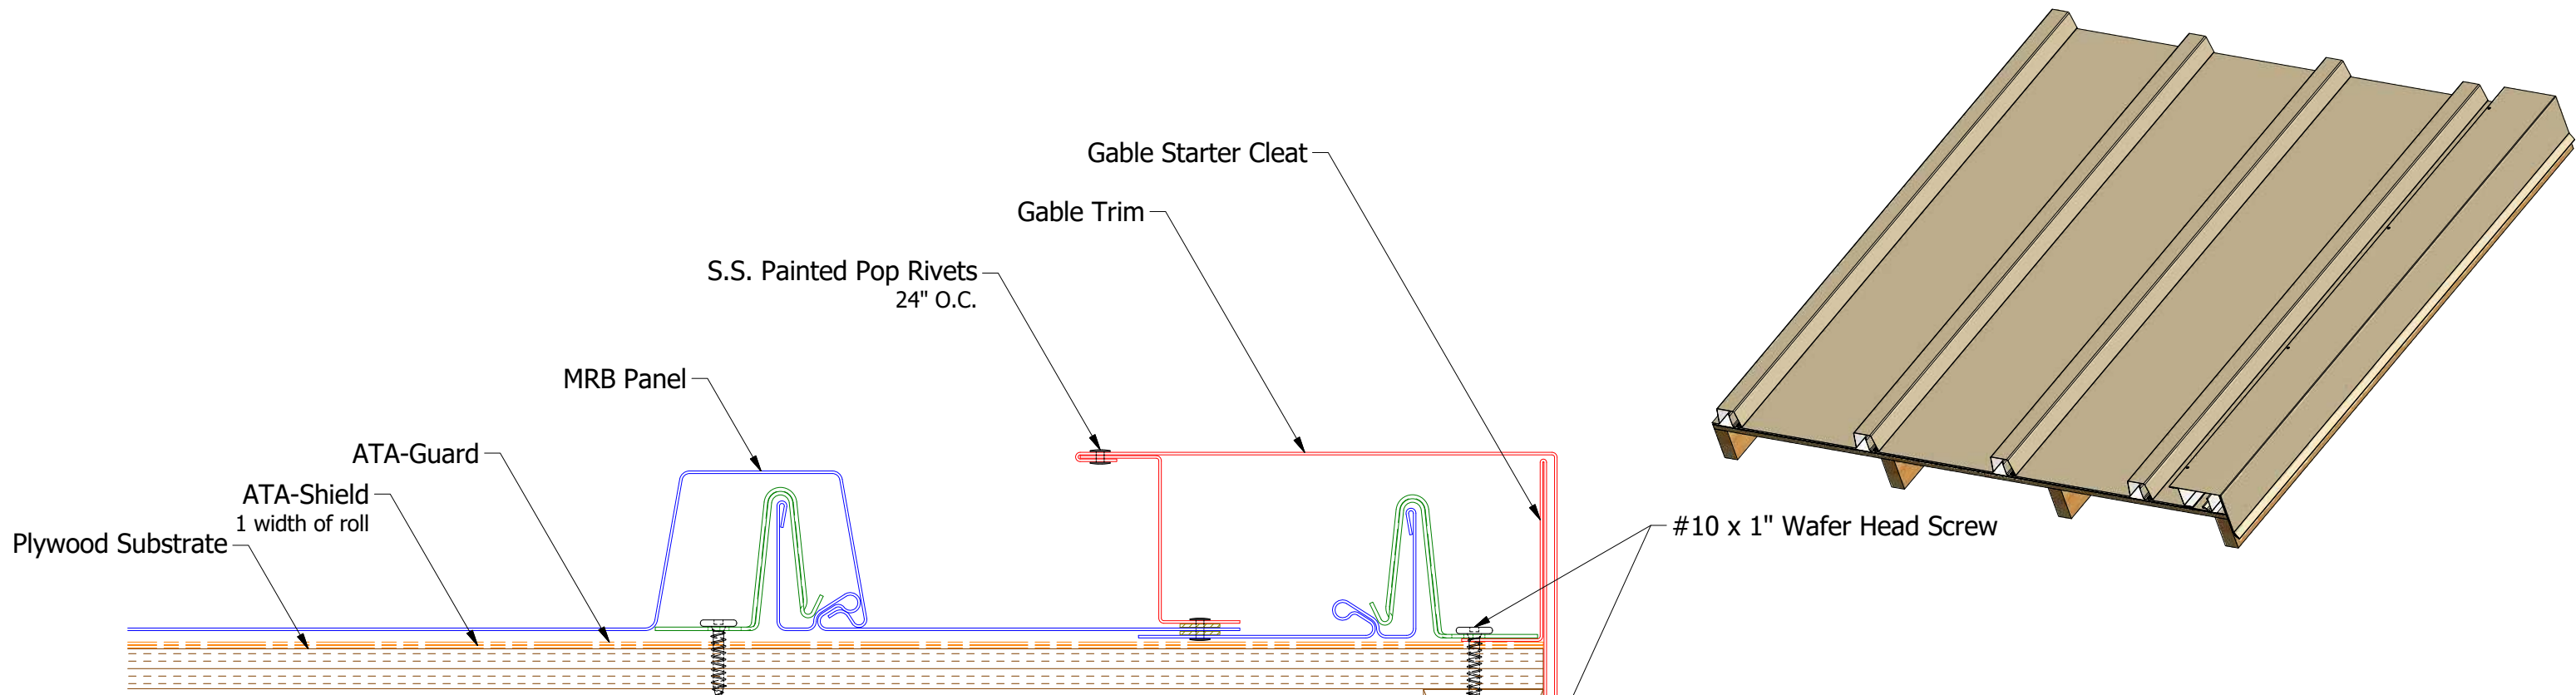 Gable Starter Cleat
Gable Trim
S.S. Painted Pop Rivets
24" O.C.
MRB Panel
ATA-Guard
ATA-Shield
1 width of roll
Plywood Substrate
#10 x 1" Wafer Head Screw